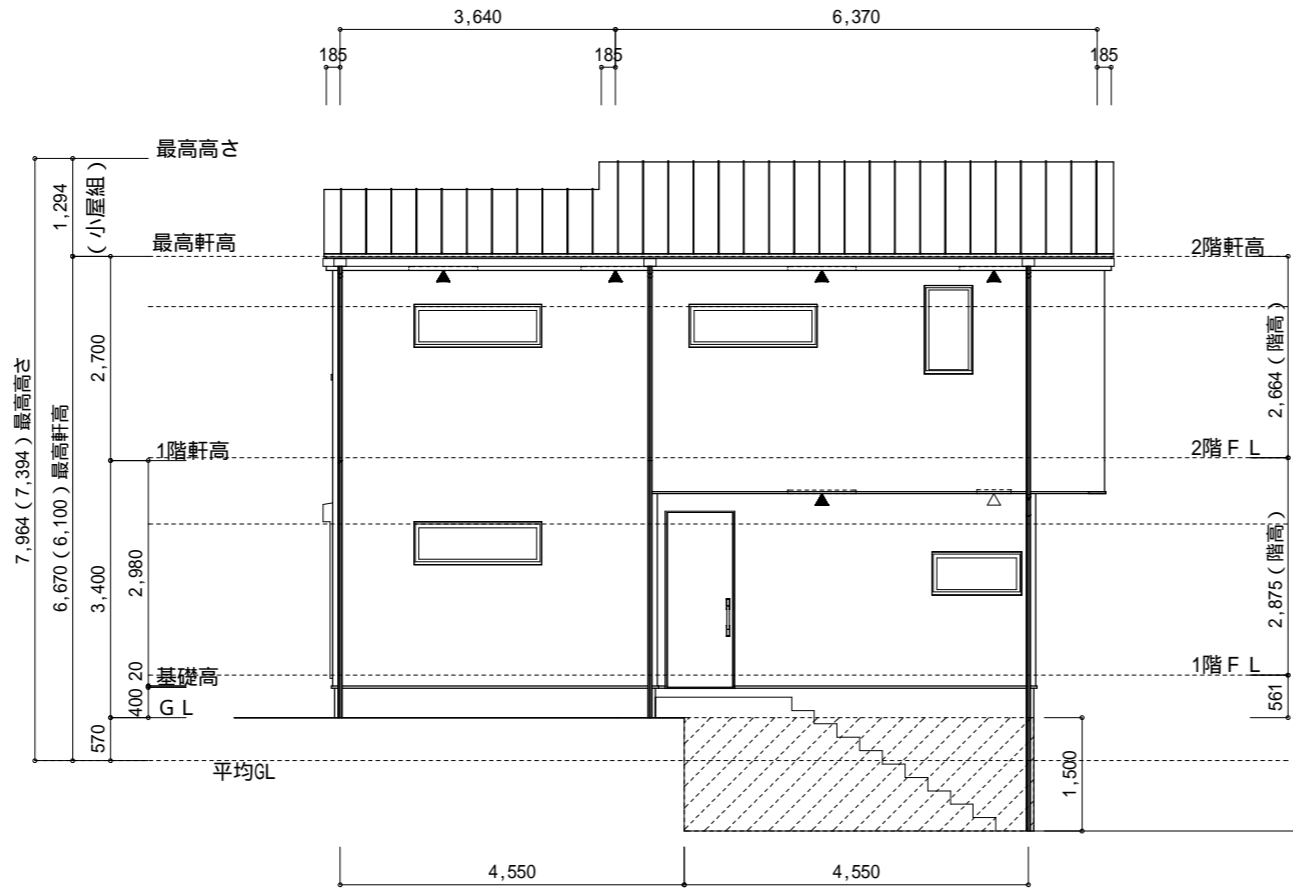 3,640
6,370
185
185
185
最高高さ
1,294
(小屋組)
最高軒高
2階軒高
2,700
2,664(階高)
7,964(7,394)最高高さ
6,670(6,100)最高軒高
1階軒高
2階FL
3,400
2,980
2,875(階高)
20
基礎高
1階FL
400
GL
561
570
平均GL
1,500
4,550
4,550